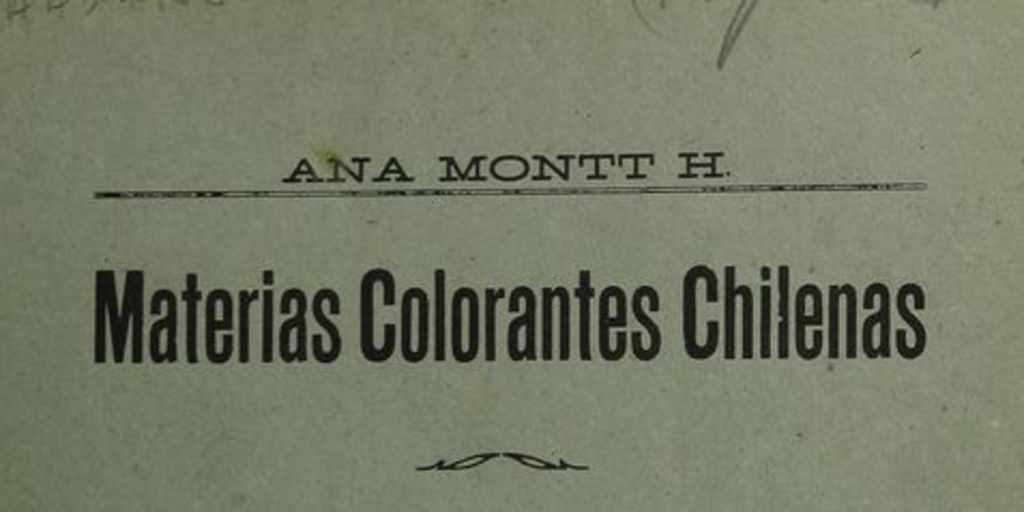 ANA MONTT H.
Materias Colorantes Chilenas